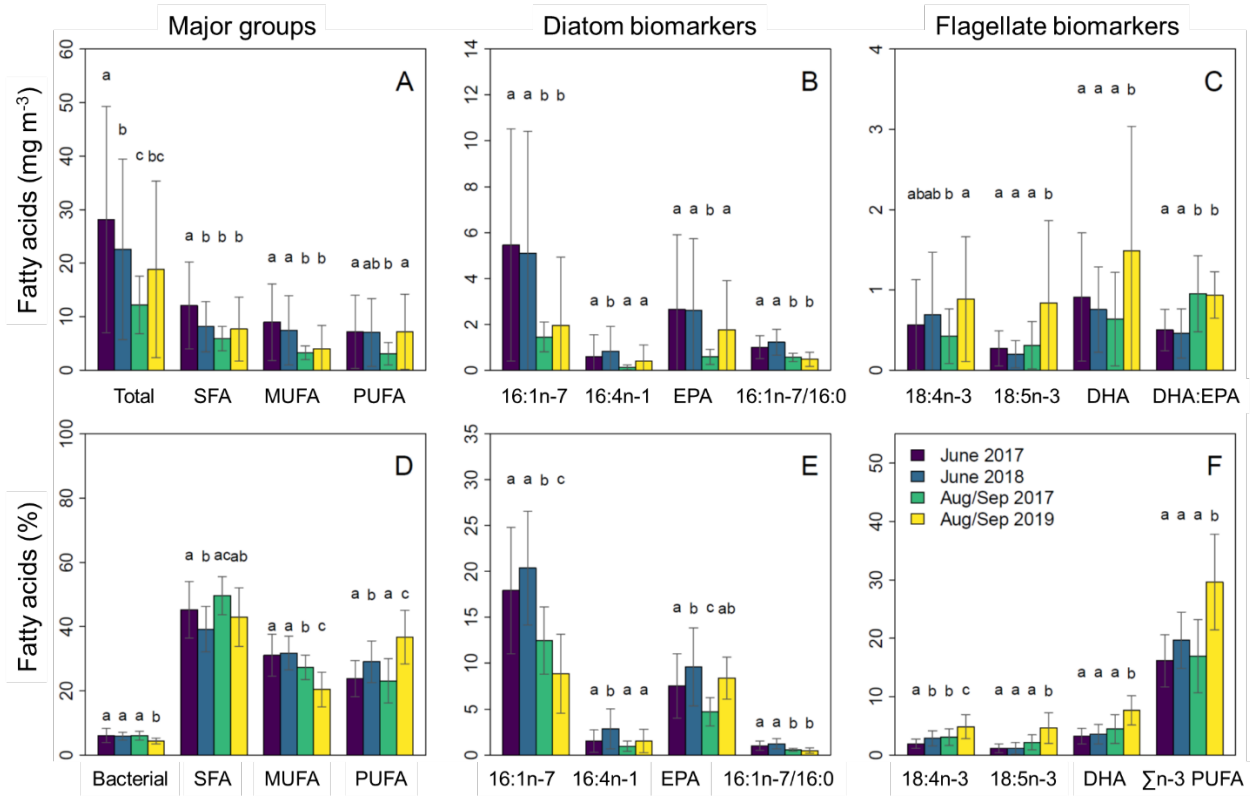 Major groups
Diatom biomarkers
Flagellate biomarkers
Fatty acids (mg m-3)
60
50
40
30
20
10
0
A
a
b
c bc
a b b b
a a b b
a ab b a
Total SFA MUFA PUFA
14
12
10
8
6
4
2
0
B
a a b b
a b a a
a a b a
a a b b
16:1n-7 16:4n-1 EPA 16:1n-7/16:0
4
3
2
1
0
C
abab b a
a a a b
a a a b
a a b b
18:4n-3 18:5n-3 DHA DHA:EPA
Fatty acids (%)
100
80
60
40
20
0
D
a a a b
a b acab
a a b c
a b a c
Bacterial SFA MUFA PUFA
35
30
25
20
15
10
5
0
E
a a b c
a b a a
a b c ab
a a b b
16:1n-7 16:4n-1 EPA 16:1n-7/16:0
50
40
30
20
10
0
F
June 2017
June 2018
Aug/Sep 2017
Aug/Sep 2019
a b b c
a a a b
a a a b
a a a b
18:4n-3 18:5n-3 DHA ∑n-3 PUFA